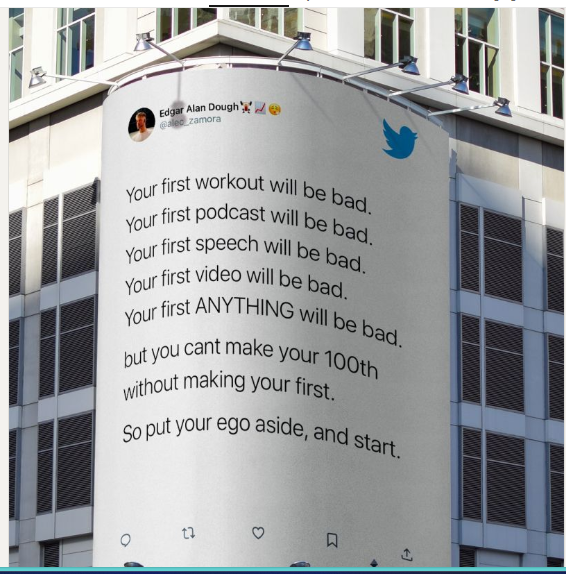 Edgar Alan Dough
@alec_zamora
Your first workout will be bad.
Your first podcast will be bad.
Your first speech will be bad.
Your first video will be bad.
Your first ANYTHING will be bad.
but you cant make your 100th
without making your first.
So put your ego aside, and start.